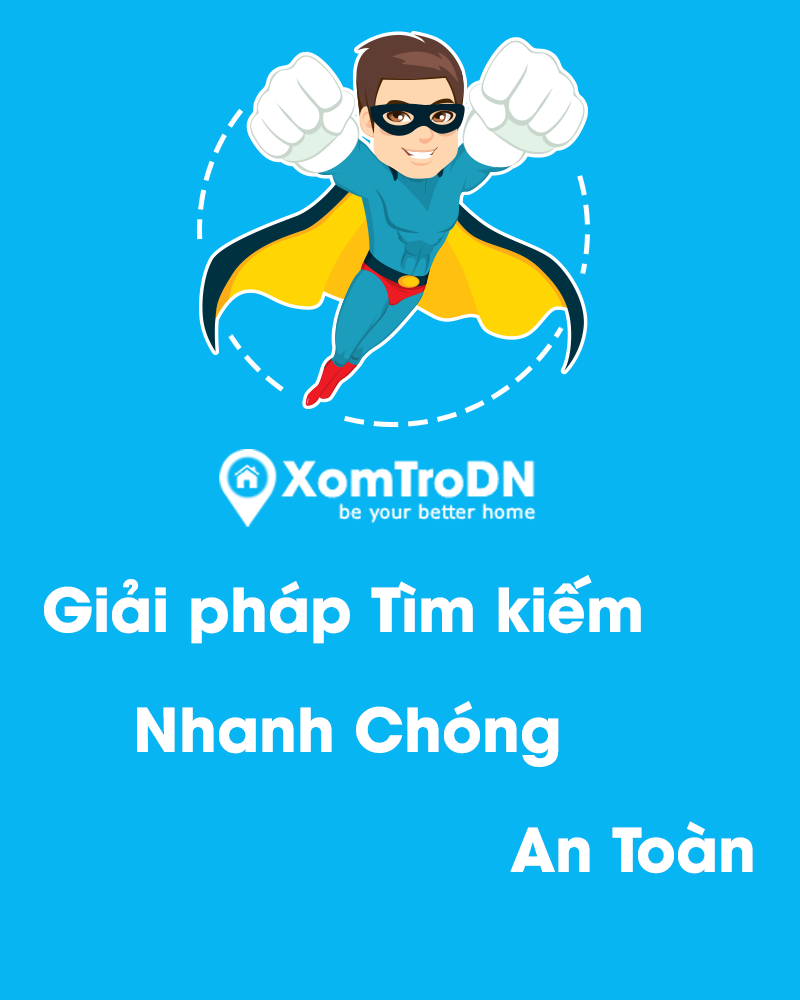 XomTroDN
be your better home
Giải pháp Tìm kiếm
Nhanh Chóng
An Toàn